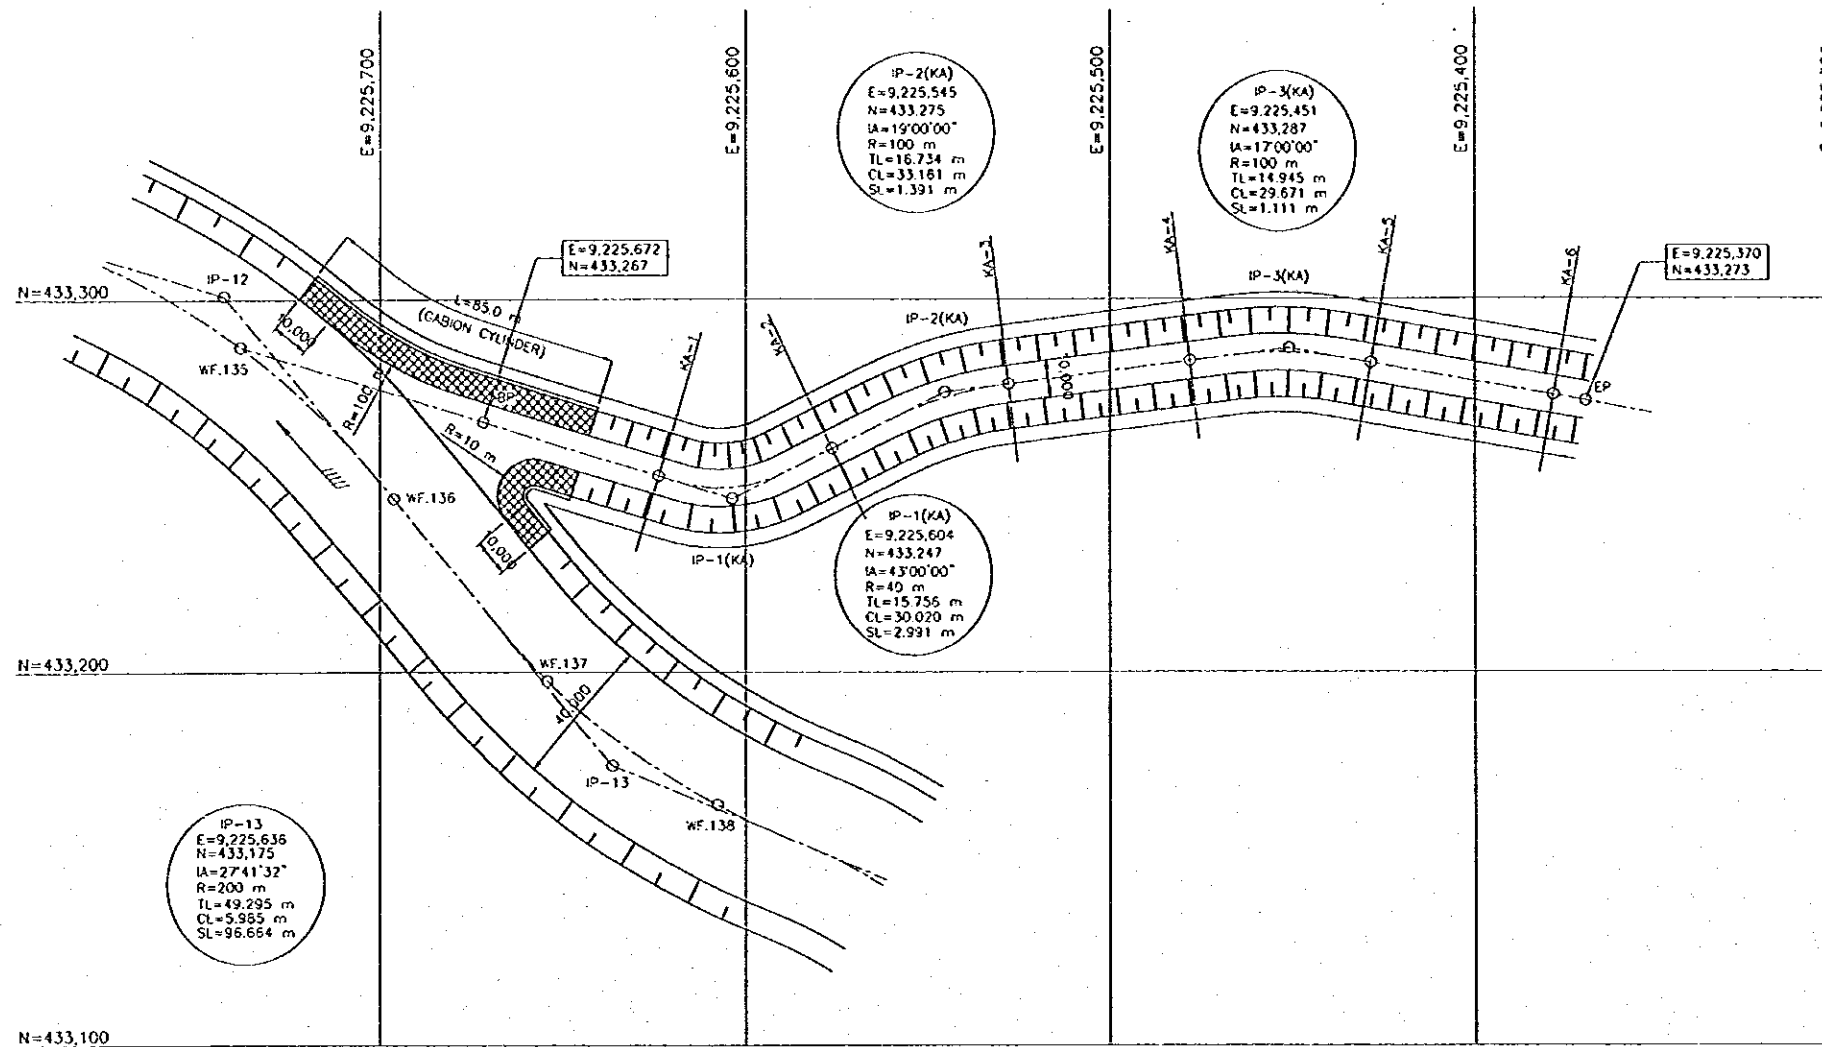 E=9,225,700
E=9,225,600
E=9,225,500
E=9,225,400
IP-2(KA)
E=9,225,545
N=433,275
IA=19°00'00"
R=100 m
TL=16.734 m
CL=33.161 m
SL=1.391 m
IP-3(KA)
E=9,225,451
N=433,287
IA=17°00'00"
R=100 m
TL=14.945 m
CL=29.671 m
SL=1.111 m
E=9,225,672
N=433,267
E=9,225,370
N=433,273
KA-1
KA-2
KA-3
KA-4
KA-5
KA-6
N=433,300
IP-12
L=85.0 m
(GABION CYLINDER)
IP-2(KA)
IP-3(KA)
10,000
WF.135
R=100
BP
EP
R=10 m
WF.136
10,000
IP-1(KA)
IP-1(KA)
E=9,225,604
N=433,247
IA=43°00'00"
R=40 m
TL=15.756 m
CL=30.020 m
SL=2.991 m
N=433,200
WF.137
40,000
IP-13
WF.138
IP-13
E=9,225,636
N=433,175
IA=27°41'32"
R=200 m
TL=49.295 m
CL=5.985 m
SL=96.664 m
N=433,100